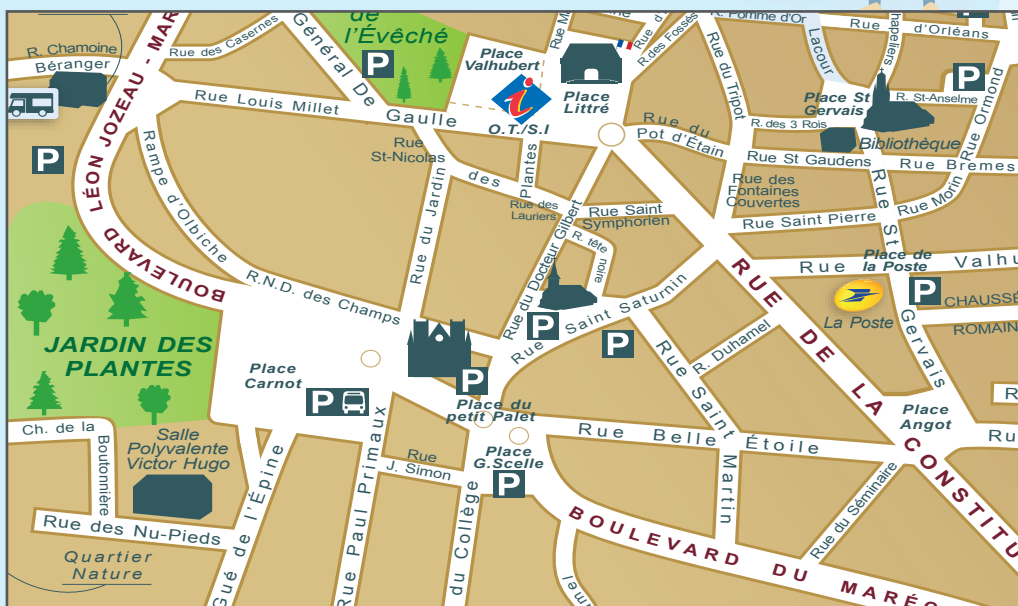 de
l'Évêché
P
R. Chamoine
Béranger
Rue des Casernes
Général De
Gaulle
BOULEVARD LÉON JOZEAU - MAR
Rue Louis Millet
Place
Valhubert
i
O.T./S.I
Place
Littré
R.des Fossés
Rue du Tripot
R. Pomme d'Or
Lacour
Rue d'Orléans
P
Place St
Gervais
R. St-Anselme
Rue Ormond
R. des 3 Rois
Bibliothèque
Rue du
Pot d'Étain
Rue St Gaudens
Rue Bremes
P
Rampe d'Olbiche
Rue
St-Nicolas
des
Plantes
Rue du Jardin
Rue des
Lauriers
Rue Saint
Symphorien
Rue des
Fontaines
Couvertes
Rue Saint Pierre
Rue Morin
Rue St
Gervais
R. tête
noire
Rue du Docteur Gilbert
R.N.D. des Champs
Rue Saint Saturnin
P
P
P
RUE DE LA CONSTITU
Rue Valhu
Place de
la Poste
La Poste
P
CHAUSSÉ
ROMAIN
JARDIN DES
PLANTES
Place
Carnot
P
R. Duhamel
Rue Saint Martin
Place du
petit Palet
Place
G.Scelle
P
Rue Belle Étoile
Place
Angot
Ru
R
Ch. de la
Boutonnière
Salle
Polyvalente
Victor Hugo
Rue des Nu-Pieds
Quartier
Nature
Gué de l'Épine
Rue Paul Primaux
Rue
J. Simon
du Collège
BOULEVARD DU MARÉC
Rue du Séminaire
mel